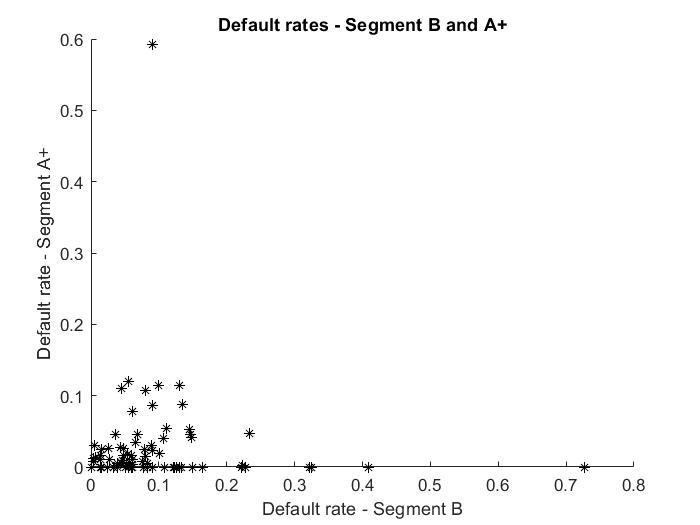 Default rates - Segment B and A+
0.6
0.5
0.4
0.3
0.2
0.1
0
Default rate - Segment A+
0 0.1 0.2 0.3 0.4 0.5 0.6 0.7 0.8
Default rate - Segment B